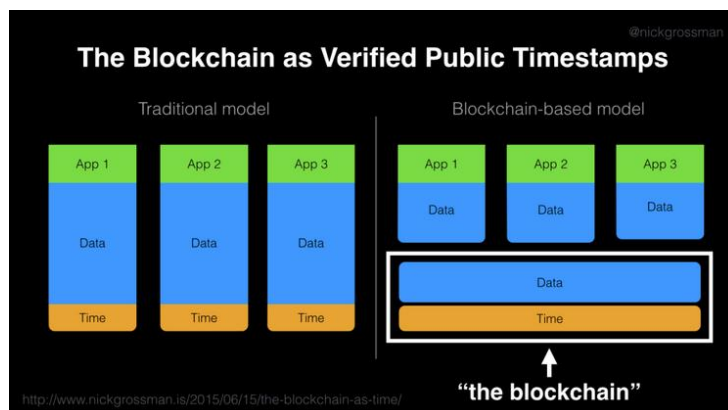 @nickgrossman
The Blockchain as Verified Public Timestamps
Traditional model
App 1 App 2 App 3
Data Data Data
Time Time Time
Blockchain-based model
App 1 App 2 App 3
Data Data Data
Data
Time
“the blockchain”
http://www.nickgrossman.is/2015/06/15/the-blockchain-as-time/